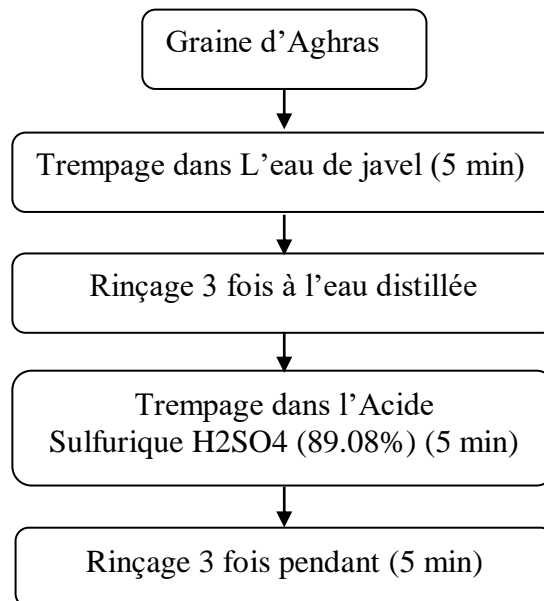 Graine d’Aghras
Trempage dans L’eau de javel (5 min)
Rinçage 3 fois à l’eau distillée
Trempage dans l’Acide
Sulfurique H2SO4 (89.08%) (5 min)
Rinçage 3 fois pendant (5 min)